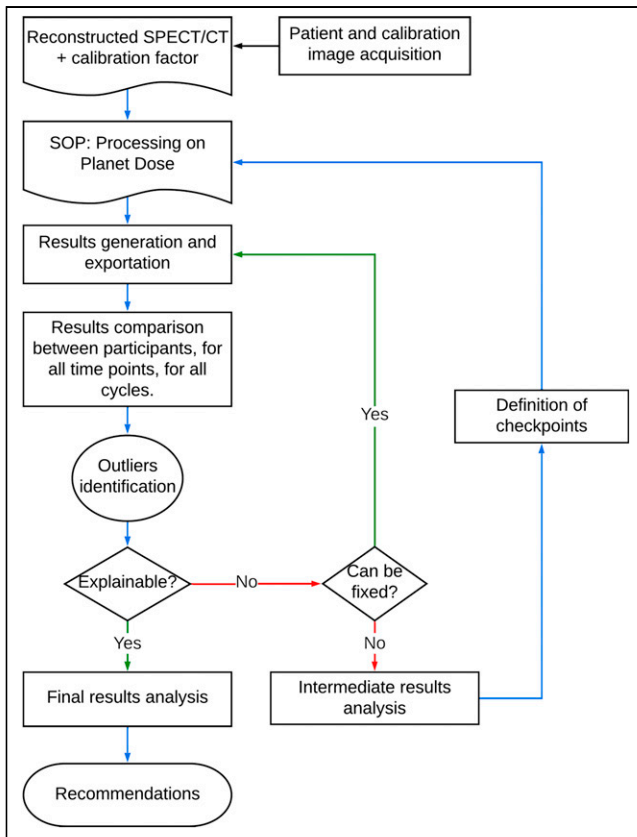 Reconstructed SPECT/CT
+ calibration factor
Patient and calibration
image acquisition
SOP: Processing on
Planet Dose
Results generation and
exportation
Results comparison
between participants, for
all time points, for all
cycles.
Yes
Definition of
checkpoints
Outliers
identification
Explainable?
No
Can be
fixed?
Yes
No
Final results analysis
Intermediate results
analysis
Recommendations